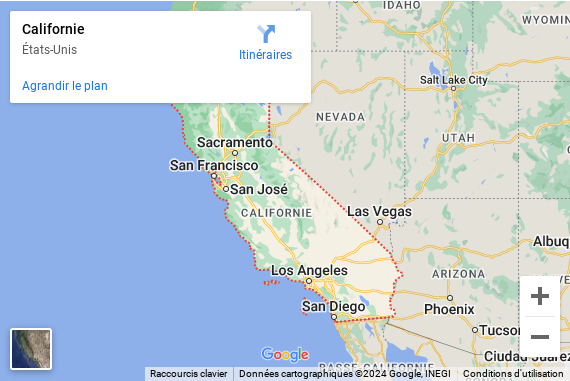 Californie
États-Unis
Itinéraires
Agrandir le plan
IDAHO
WYOMIN
Salt Lake City
NEVADA
UTAH
Sacramento
San Francisco
San José
CALIFORNIE
Las Vegas
Albuq
Los Angeles
ARIZONA
San Diego
Phoenix
Tucson
Ciudad Juárez
BASSE-CALIFORNIE
Google
Raccourcis clavier
Données cartographiques ©2024 Google, INEGI
Conditions d'utilisation